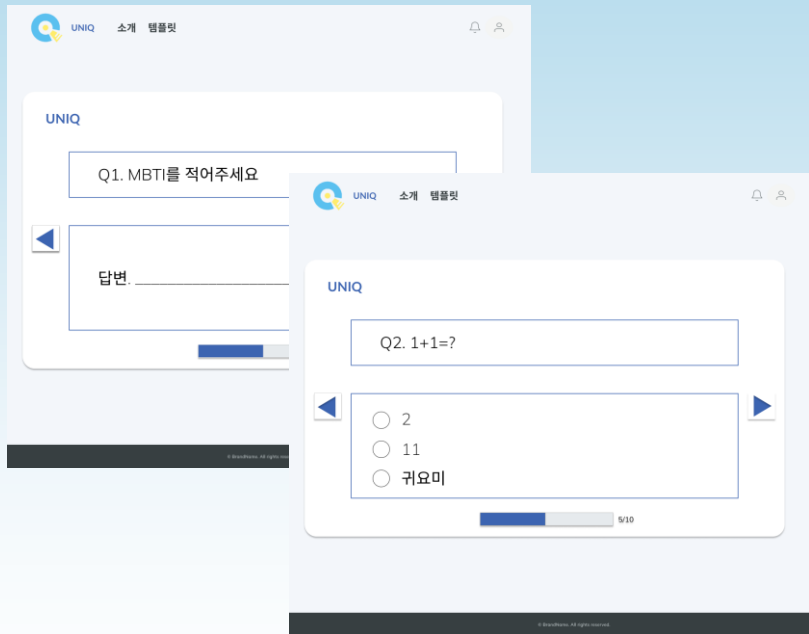 UNIQ 소개 템플릿
UNIQ
Q1. MBTI를 적어주세요
답변. ____________________
UNIQ 소개 템플릿
UNIQ
Q2. 1+1=?
2
11
귀요미
5/10
© BrandName. All rights reserved.